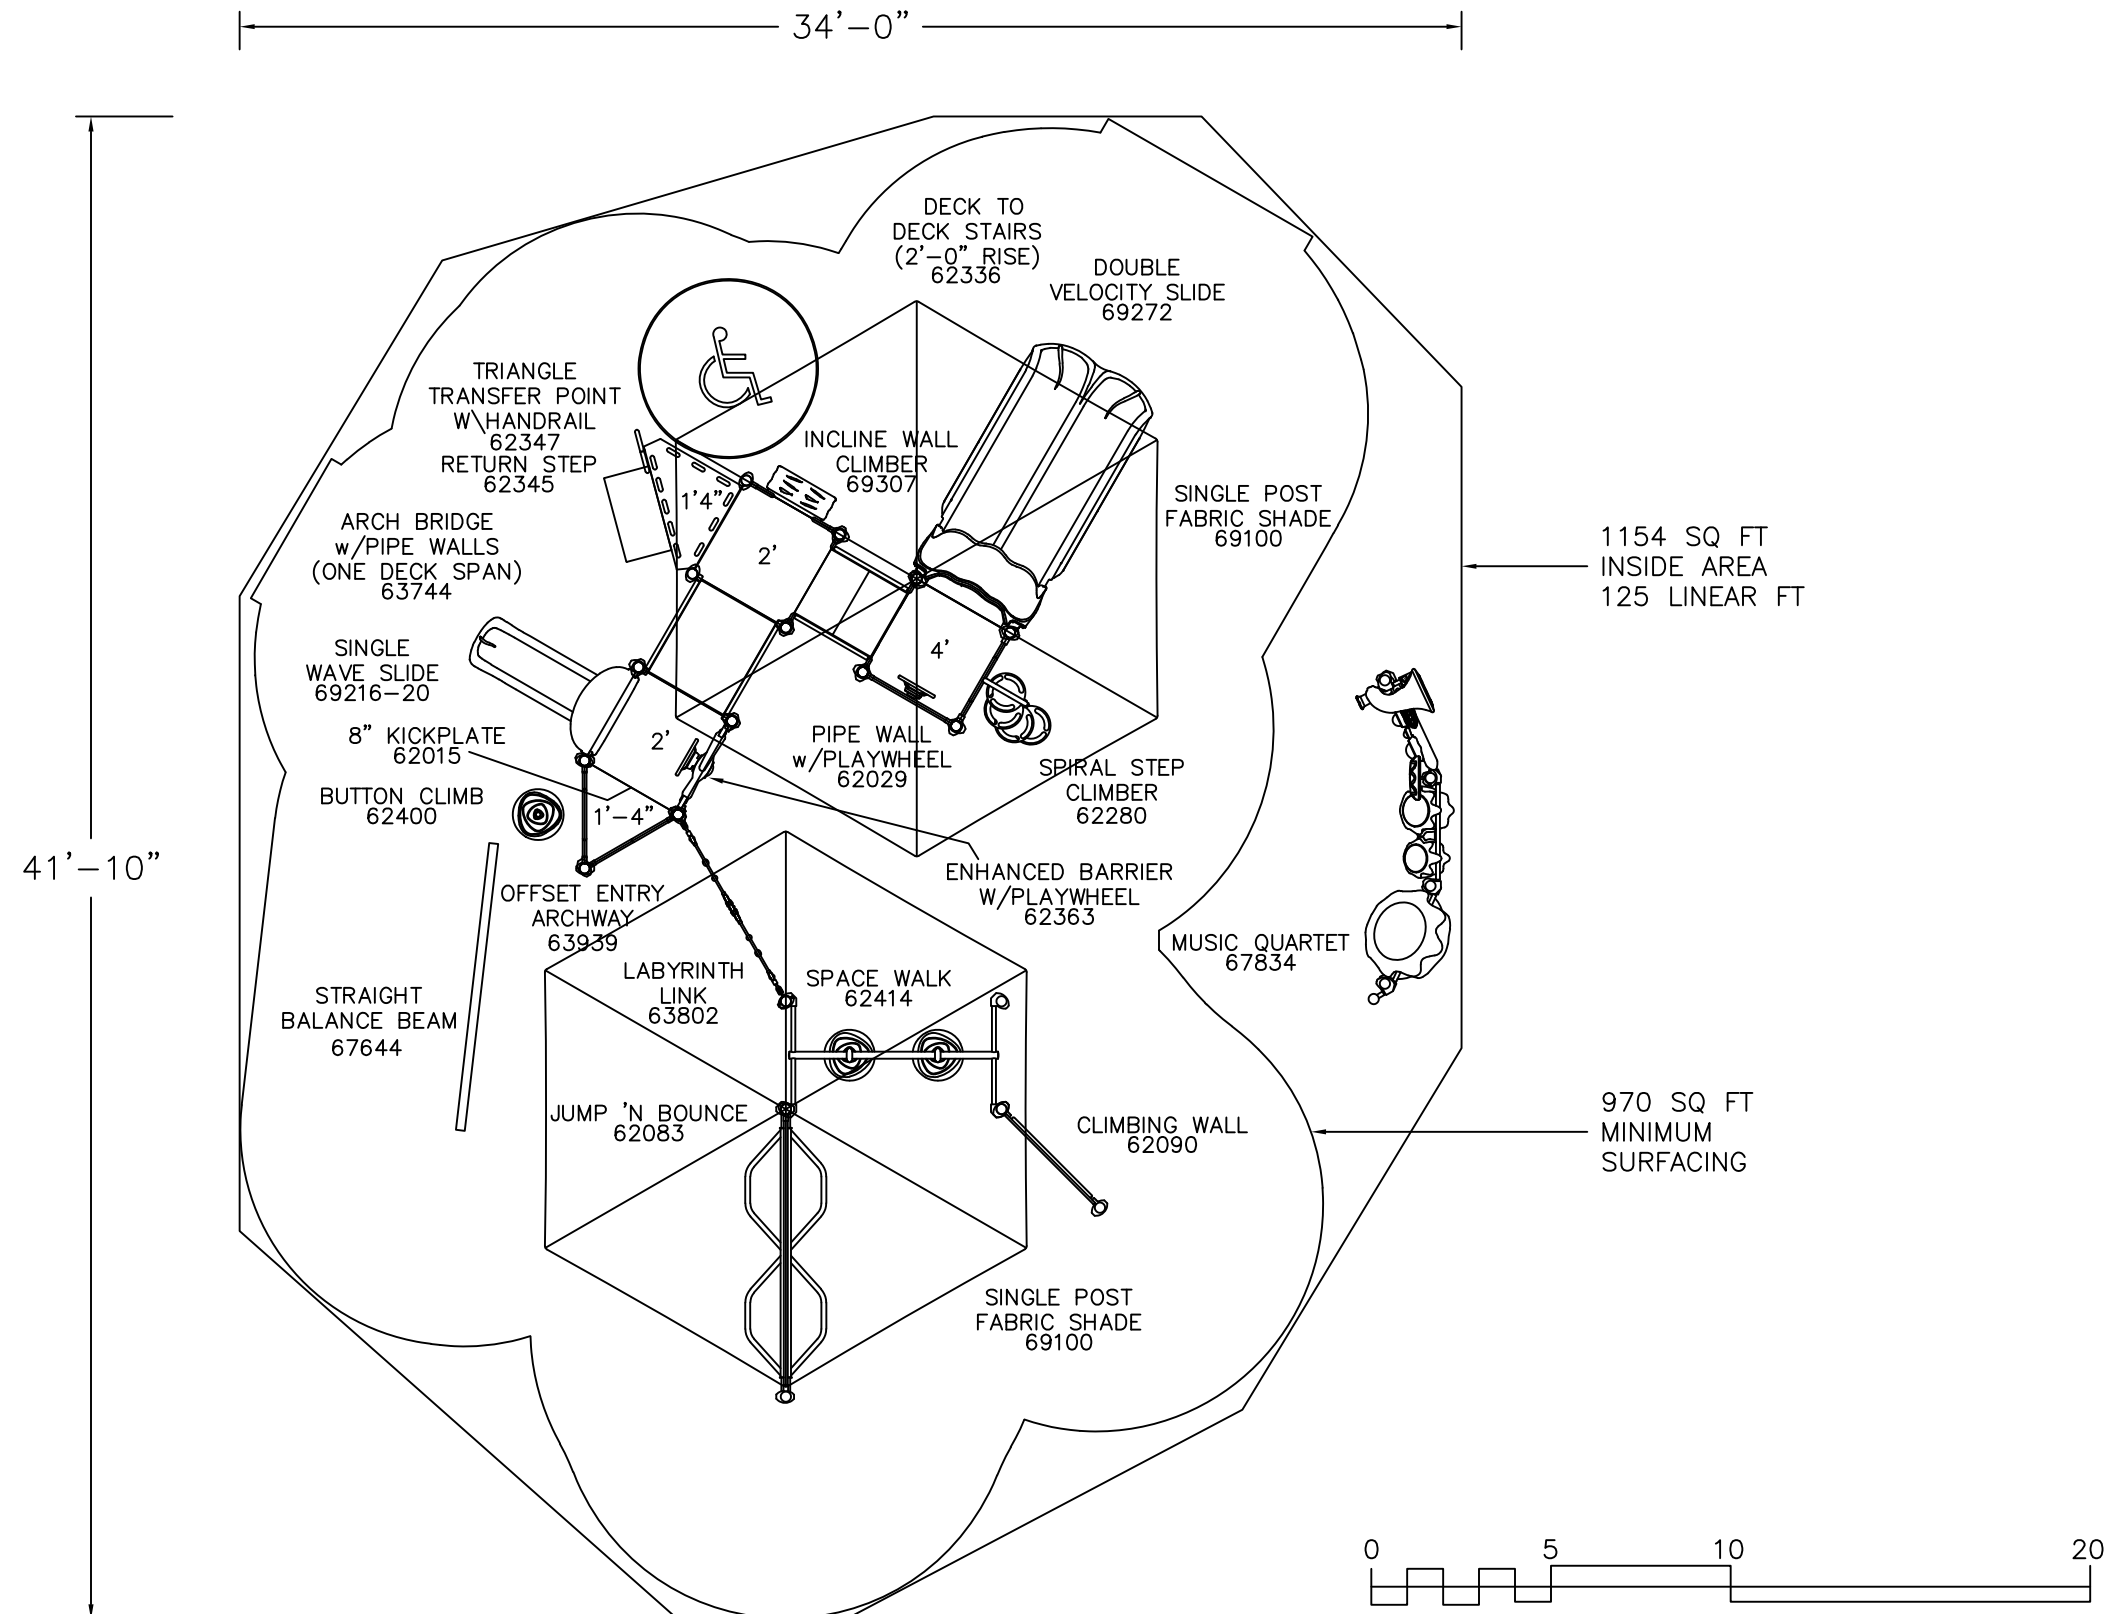 34'-0"
DECK TO
DECK STAIRS
(2'-0" RISE)
62336
DOUBLE
VELOCITY SLIDE
69272
TRIANGLE
TRANSFER POINT
W\HANDRAIL
62347
RETURN STEP
62345
INCLINE WALL
CLIMBER
69307
1'4"
SINGLE POST
FABRIC SHADE
69100
ARCH BRIDGE
w/PIPE WALLS
(ONE DECK SPAN)
63744
2'
1154 SQ FT
INSIDE AREA
125 LINEAR FT
SINGLE
WAVE SLIDE
69216-20
4'
8" KICKPLATE
62015
2'
PIPE WALL
w/PLAYWHEEL
62029
SPIRAL STEP
CLIMBER
62280
BUTTON CLIMB
62400
1'-4"
41'-10"
ENHANCED BARRIER
W/PLAYWHEEL
62363
OFFSET ENTRY
ARCHWAY
63939
MUSIC QUARTET
67834
LABYRINTH
LINK
63802
SPACE WALK
62414
STRAIGHT
BALANCE BEAM
67644
JUMP 'N BOUNCE
62083
CLIMBING WALL
62090
970 SQ FT
MINIMUM
SURFACING
SINGLE POST
FABRIC SHADE
69100
0 5 10 20